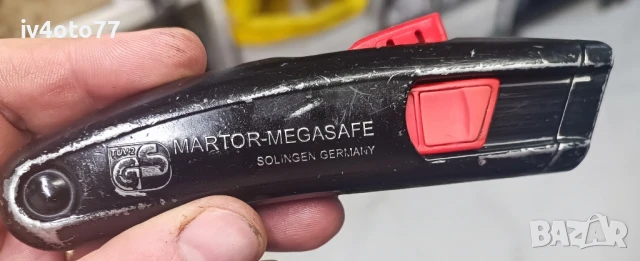 iv4oto77
TÜV
GS
MARTOR-MEGASAFE
SOLINGEN GERMANY
BAZAR